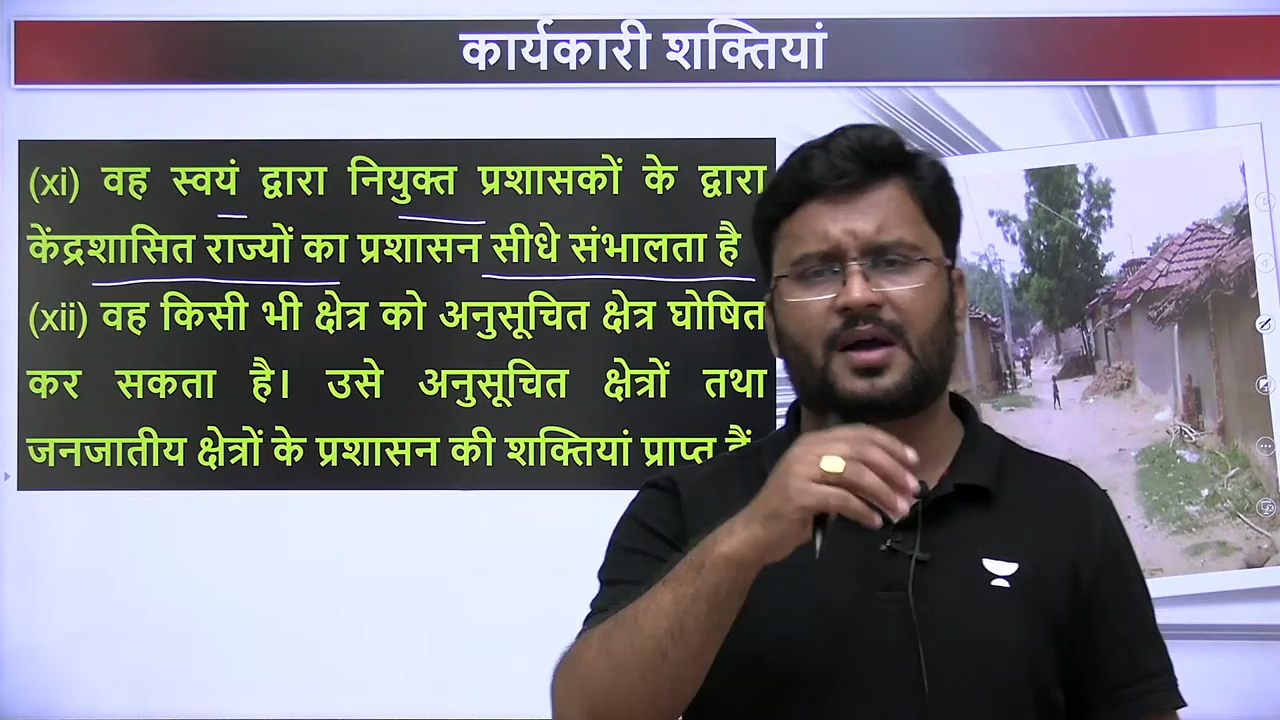 कार्यकारी शक्तियां
(xi) वह स्वयं द्वारा नियुक्त प्रशासकों के द्वारा
केंद्रशासित राज्यों का प्रशासन सीधे संभालता है
(xii) वह किसी भी क्षेत्र को अनुसूचित क्षेत्र घोषित
कर सकता है। उसे अनुसूचित क्षेत्रों तथा
जनजातीय क्षेत्रों के प्रशासन की शक्तियां प्राप्त हैं